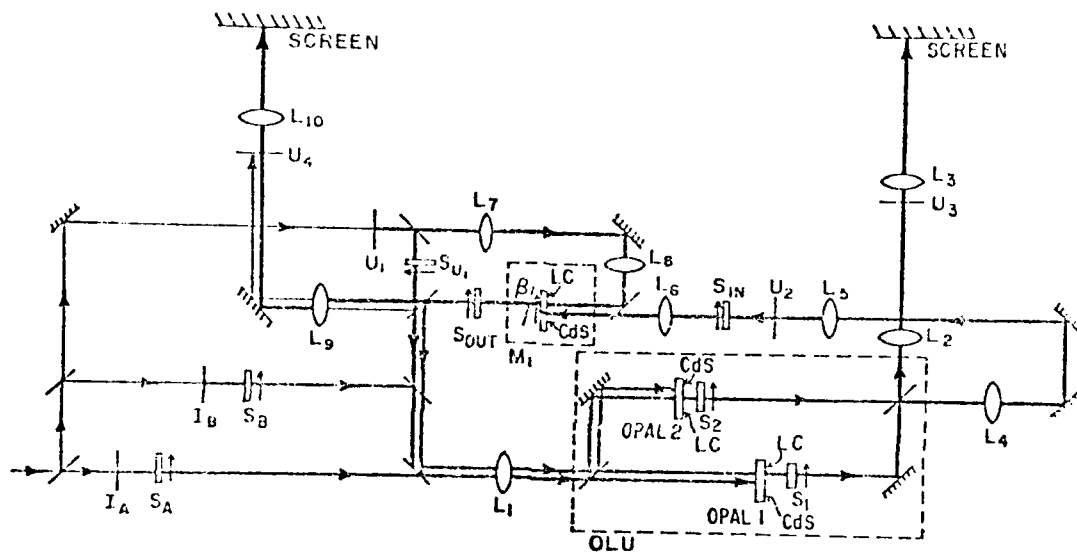 SCREEN
SCREEN
L10
U4
L3
U3
L7
U1
SU1
L8
β1
LC
L6
SIN
U2
L5
L9
SOUT
M1
CdS
L2
IB
SB
CdS
S2
OPAL 2
LC
L4
IA
SA
L1
LC
S1
OPAL 1
CdS
OLU